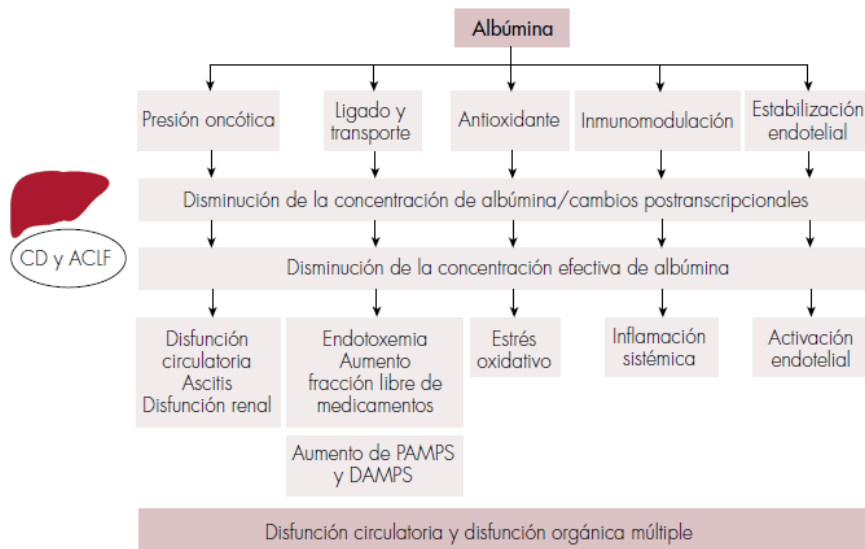 Albúmina
Presión oncótica
Ligado y
transporte
Antioxidante
Inmunomodulación
Estabilización
endotelial
Disminución de la concentración de albúmina/cambios postranscripcionales
CD y ACLF
Disminución de la concentración efectiva de albúmina
Disfunción
circulatoria
Ascitis
Disfunción renal
Endotoxemia
Aumento
fracción libre de
medicamentos
Estrés
oxidativo
Inflamación
sistémica
Activación
endotelial
Aumento de PAMPS
y DAMPS
Disfunción circulatoria y disfunción orgánica múltiple